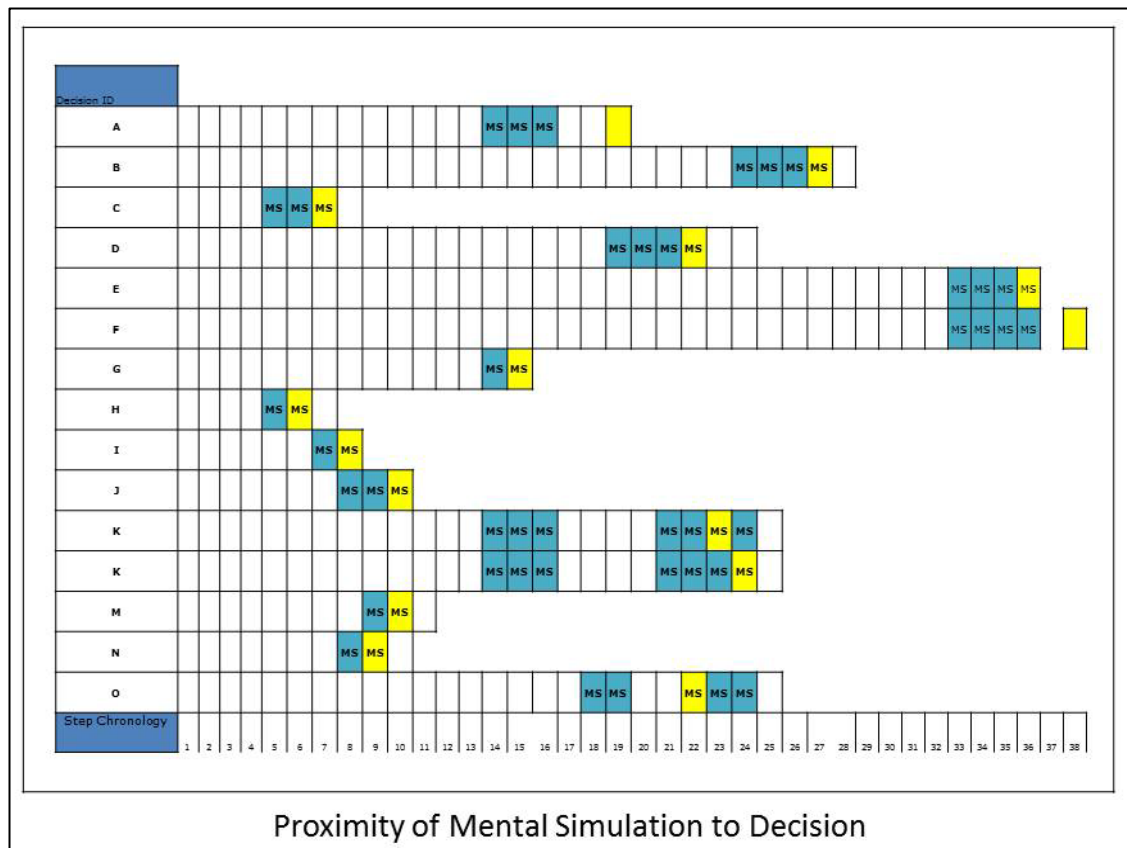 Decision ID
A MS MS MS
B MS MS MS MS
C MS MS MS
D MS MS MS MS
E MS MS MS MS
F MS MS MS MS
G MS MS
H MS MS
I MS MS
J MS MS MS
K MS MS MS MS MS MS MS
K MS MS MS MS MS MS MS
M MS MS
N MS MS
O MS MS MS MS MS
Step Chronology
1 2 3 4 5 6 7 8 9 10 11 12 13 14 15 16 17 18 19 20 21 22 23 24 25 26 27 28 29 30 31 32 33 34 35 36 37 38
Proximity of Mental Simulation to Decision